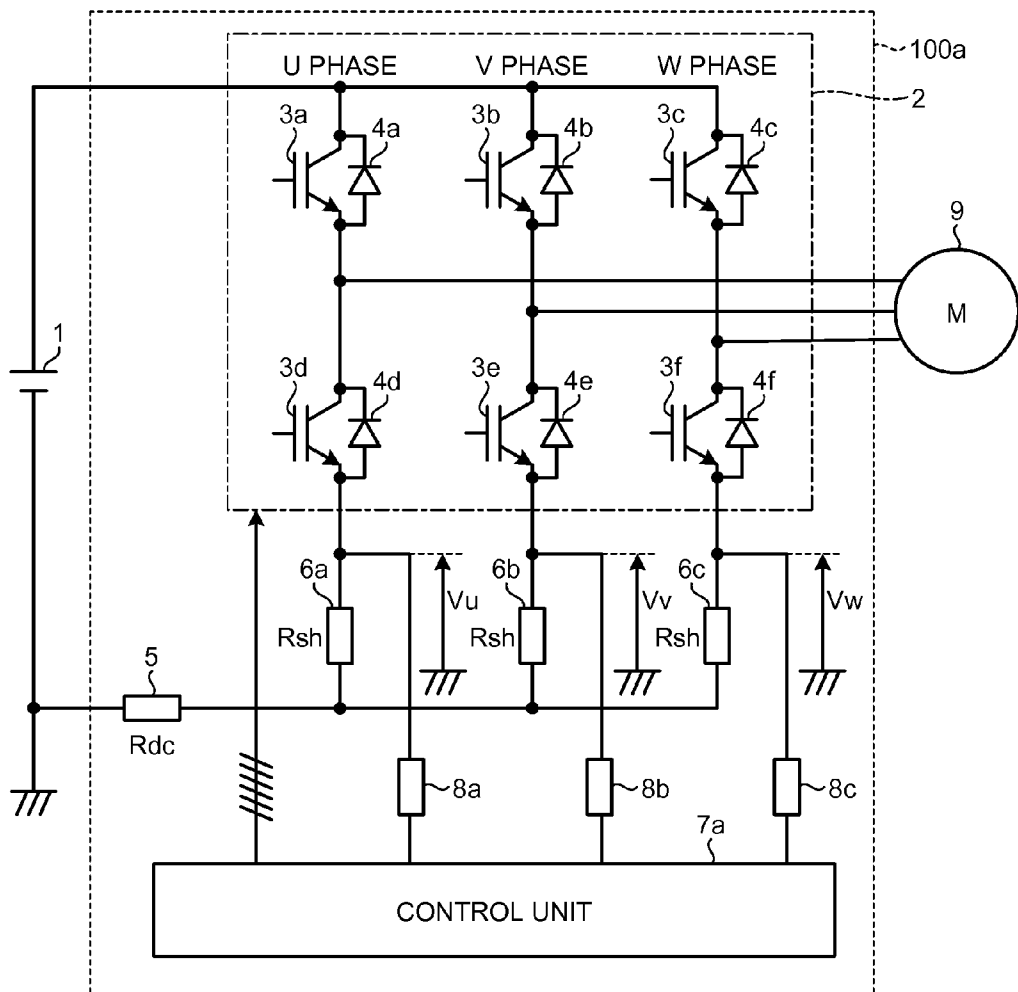 100a
U PHASE V PHASE W PHASE
2
3a 4a 3b 4b 3c 4c
9
M
1
3d 4d 3e 4e 3f 4f
6a Vu 6b Vv 6c Vw
Rsh Rsh Rsh
5
Rdc
8a 8b 8c
7a
CONTROL UNIT